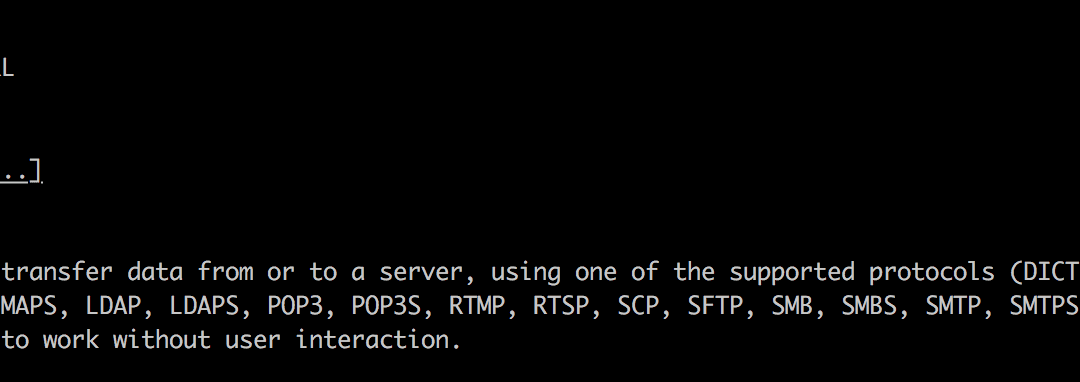 L
..]
transfer data from or to a server, using one of the supported protocols (DICT
MAPS, LDAP, LDAPS, POP3, POP3S, RTMP, RTSP, SCP, SFTP, SMB, SMBS, SMTP, SMTPS
to work without user interaction.